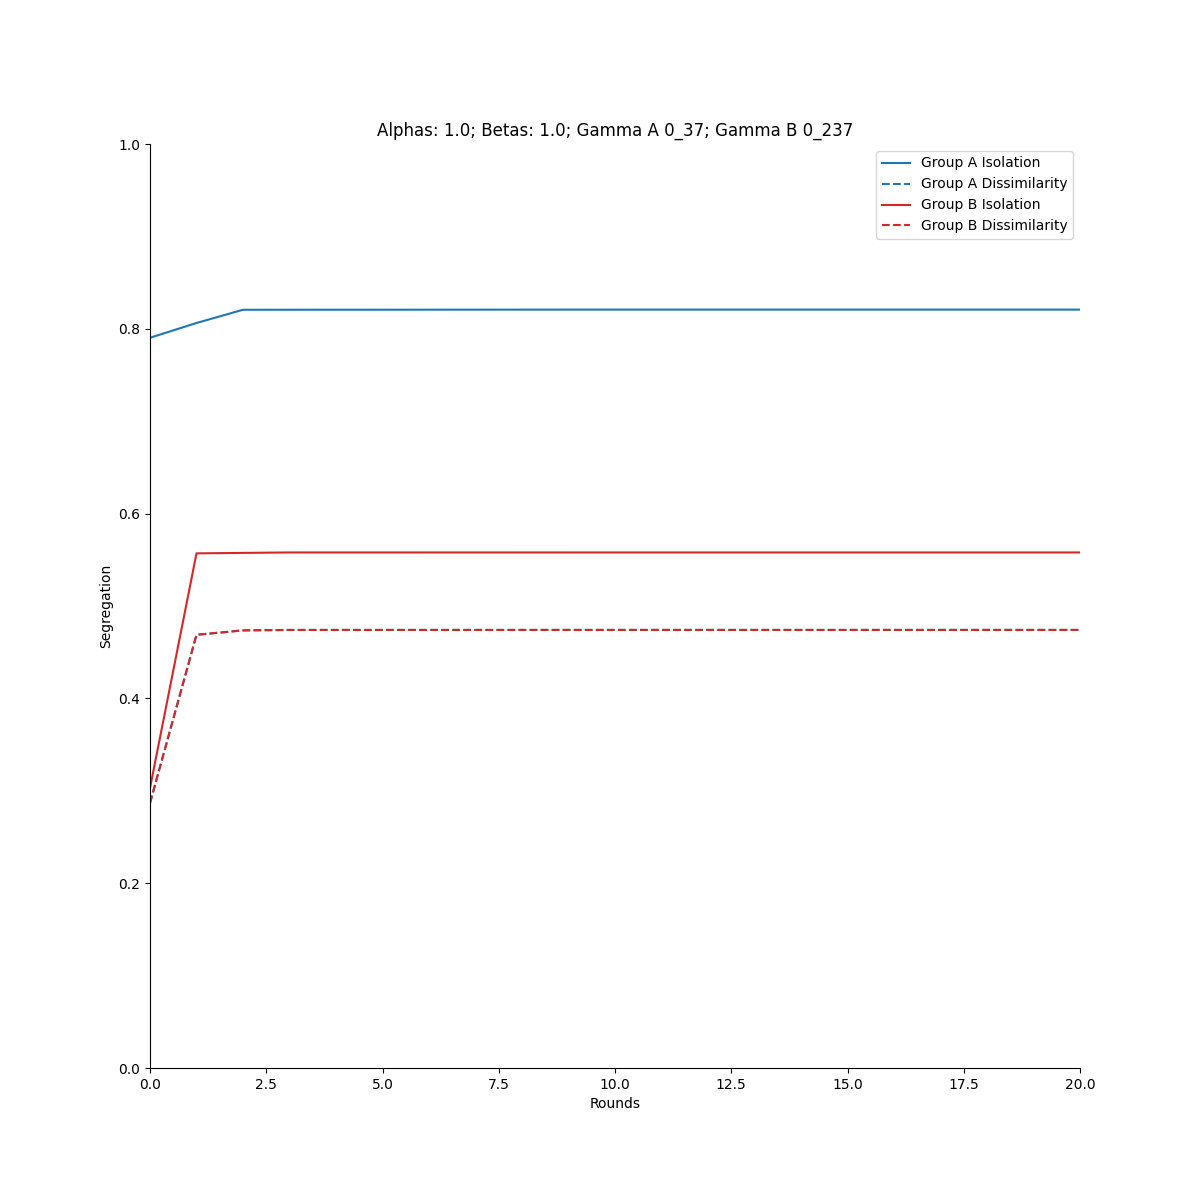 Alphas: 1.0; Betas: 1.0; Gamma A 0_37; Gamma B 0_237
1.0
Group A Isolation
Group A Dissimilarity
Group B Isolation
Group B Dissimilarity
0.8
0.6
Segregation
0.4
0.2
0.0
0.0 2.5 5.0 7.5 10.0 12.5 15.0 17.5 20.0
Rounds